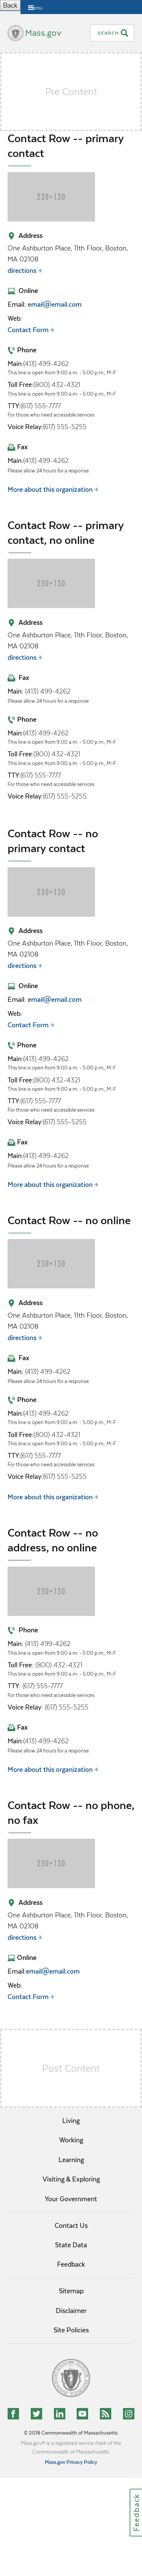 Back
Menu
Mass.gov
SEARCH
Pre Content
Contact Row -- primary
contact
230×130
Address
One Ashburton Place, 11th Floor, Boston,
MA 02108
directions
Online
Email: email@email.com
Web:
Contact Form
Phone
Main:(413) 499-4262
This line is open from 9:00 a.m. - 5:00 p.m., M-F
Toll Free:(800) 432-4321
This line is open from 9:00 a.m. - 5:00 p.m., M-F
TTY:(617) 555-7777
For those who need accessible services
Voice Relay:(617) 555-5255
Fax
Main:(413) 499-4262
Please allow 24 hours for a response
More about this organization
Contact Row -- primary
contact, no online
230×130
Address
One Ashburton Place, 11th Floor, Boston,
MA 02108
directions
Fax
Main: (413) 499-4262
Please allow 24 hours for a response
Phone
Main:(413) 499-4262
This line is open from 9:00 a.m. - 5:00 p.m., M-F
Toll Free:(800) 432-4321
This line is open from 9:00 a.m. - 5:00 p.m., M-F
TTY:(617) 555-7777
For those who need accessible services
Voice Relay:(617) 555-5255
Contact Row -- no
primary contact
230×130
Address
One Ashburton Place, 11th Floor, Boston,
MA 02108
directions
Online
Email: email@email.com
Web:
Contact Form
Phone
Main:(413) 499-4262
This line is open from 9:00 a.m. - 5:00 p.m., M-F
Toll Free:(800) 432-4321
This line is open from 9:00 a.m. - 5:00 p.m., M-F
TTY:(617) 555-7777
For those who need accessible services
Voice Relay:(617) 555-5255
Fax
Main:(413) 499-4262
Please allow 24 hours for a response
More about this organization
Contact Row -- no online
230×130
Address
One Ashburton Place, 11th Floor, Boston,
MA 02108
directions
Fax
Main: (413) 499-4262
Please allow 24 hours for a response
Phone
Main:(413) 499-4262
This line is open from 9:00 a.m. - 5:00 p.m., M-F
Toll Free:(800) 432-4321
This line is open from 9:00 a.m. - 5:00 p.m., M-F
TTY:(617) 555-7777
For those who need accessible services
Voice Relay:(617) 555-5255
More about this organization
Contact Row -- no
address, no online
230×130
Phone
Main: (413) 499-4262
This line is open from 9:00 a.m. - 5:00 p.m., M-F
Toll Free: (800) 432-4321
This line is open from 9:00 a.m. - 5:00 p.m., M-F
TTY: (617) 555-7777
For those who need accessible services
Voice Relay: (617) 555-5255
Fax
Main:(413) 499-4262
Please allow 24 hours for a response
More about this organization
Contact Row -- no phone,
no fax
230×130
Address
One Ashburton Place, 11th Floor, Boston,
MA 02108
directions
Online
Email:email@email.com
Web:
Contact Form
Post Content
Living
Working
Learning
Visiting & Exploring
Your Government
Contact Us
State Data
Feedback
Sitemap
Disclaimer
Site Policies
© 2018 Commonwealth of Massachusetts.
Mass.gov® is a registered service mark of the
Commonwealth of Massachusetts.
Mass.gov Privacy Policy
Feedback